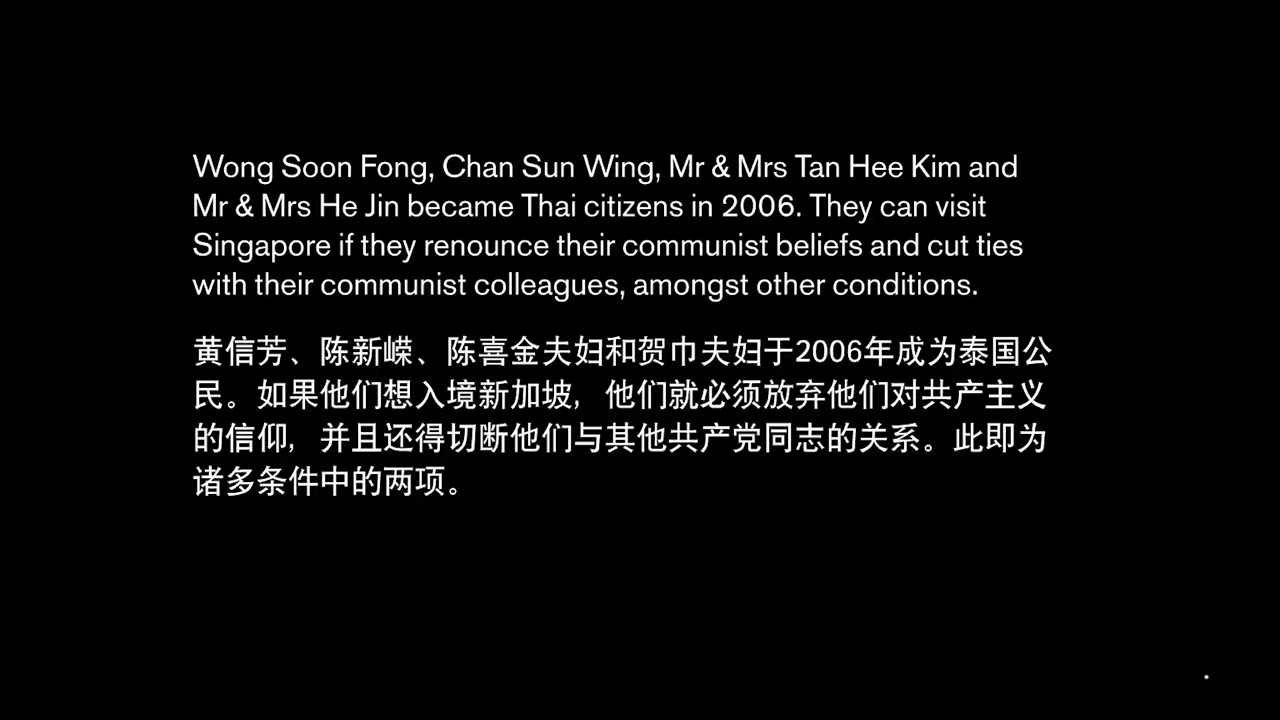 Wong Soon Fong, Chan Sun Wing, Mr & Mrs Tan Hee Kim and
Mr & Mrs He Jin became Thai citizens in 2006. They can visit
Singapore if they renounce their communist beliefs and cut ties
with their communist colleagues, amongst other conditions.
黄信芳、陈新嵘、陈喜金夫妇和贺巾夫妇于2006年成为泰国公
民。如果他们想入境新加坡，他们就必须放弃他们对共产主义
的信仰，并且还得切断他们与其他共产党同志的关系。此即为
诸多条件中的两项。